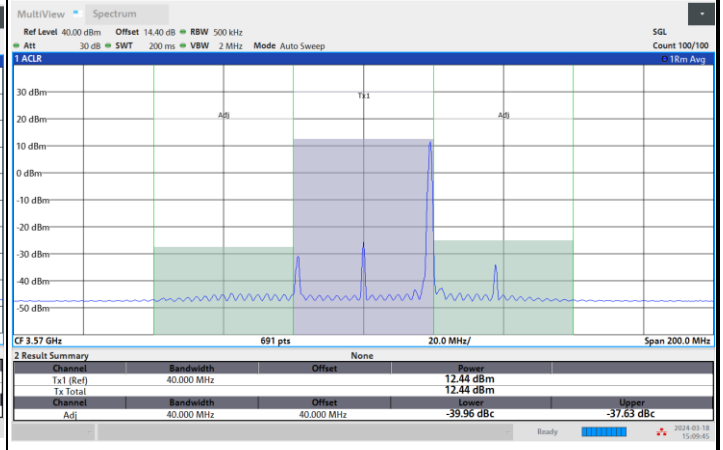 MultiView Spectrum
Ref Level 40.00 dBm Offset 14.40 dB RBW 500 kHz SGL
Att 30 dB SWT 200 ms VBW 2 MHz Mode Auto Sweep Count 100/100
1 ACLR 1Rm Avg
30 dBm
Tx1
20 dBm Adj Adj
10 dBm
0 dBm
-10 dBm
-20 dBm
-30 dBm
-40 dBm
-50 dBm
CF 3.57 GHz 691 pts 20.0 MHz/ Span 200.0 MHz
2 Result Summary None
Channel Bandwidth Offset Power
Tx1 (Ref) 40.000 MHz 12.44 dBm
Tx Total 12.44 dBm
Channel Bandwidth Offset Lower Upper
Adj 40.000 MHz 40.000 MHz -39.96 dBc -37.63 dBc
Ready 2024-03-18
15:09:45